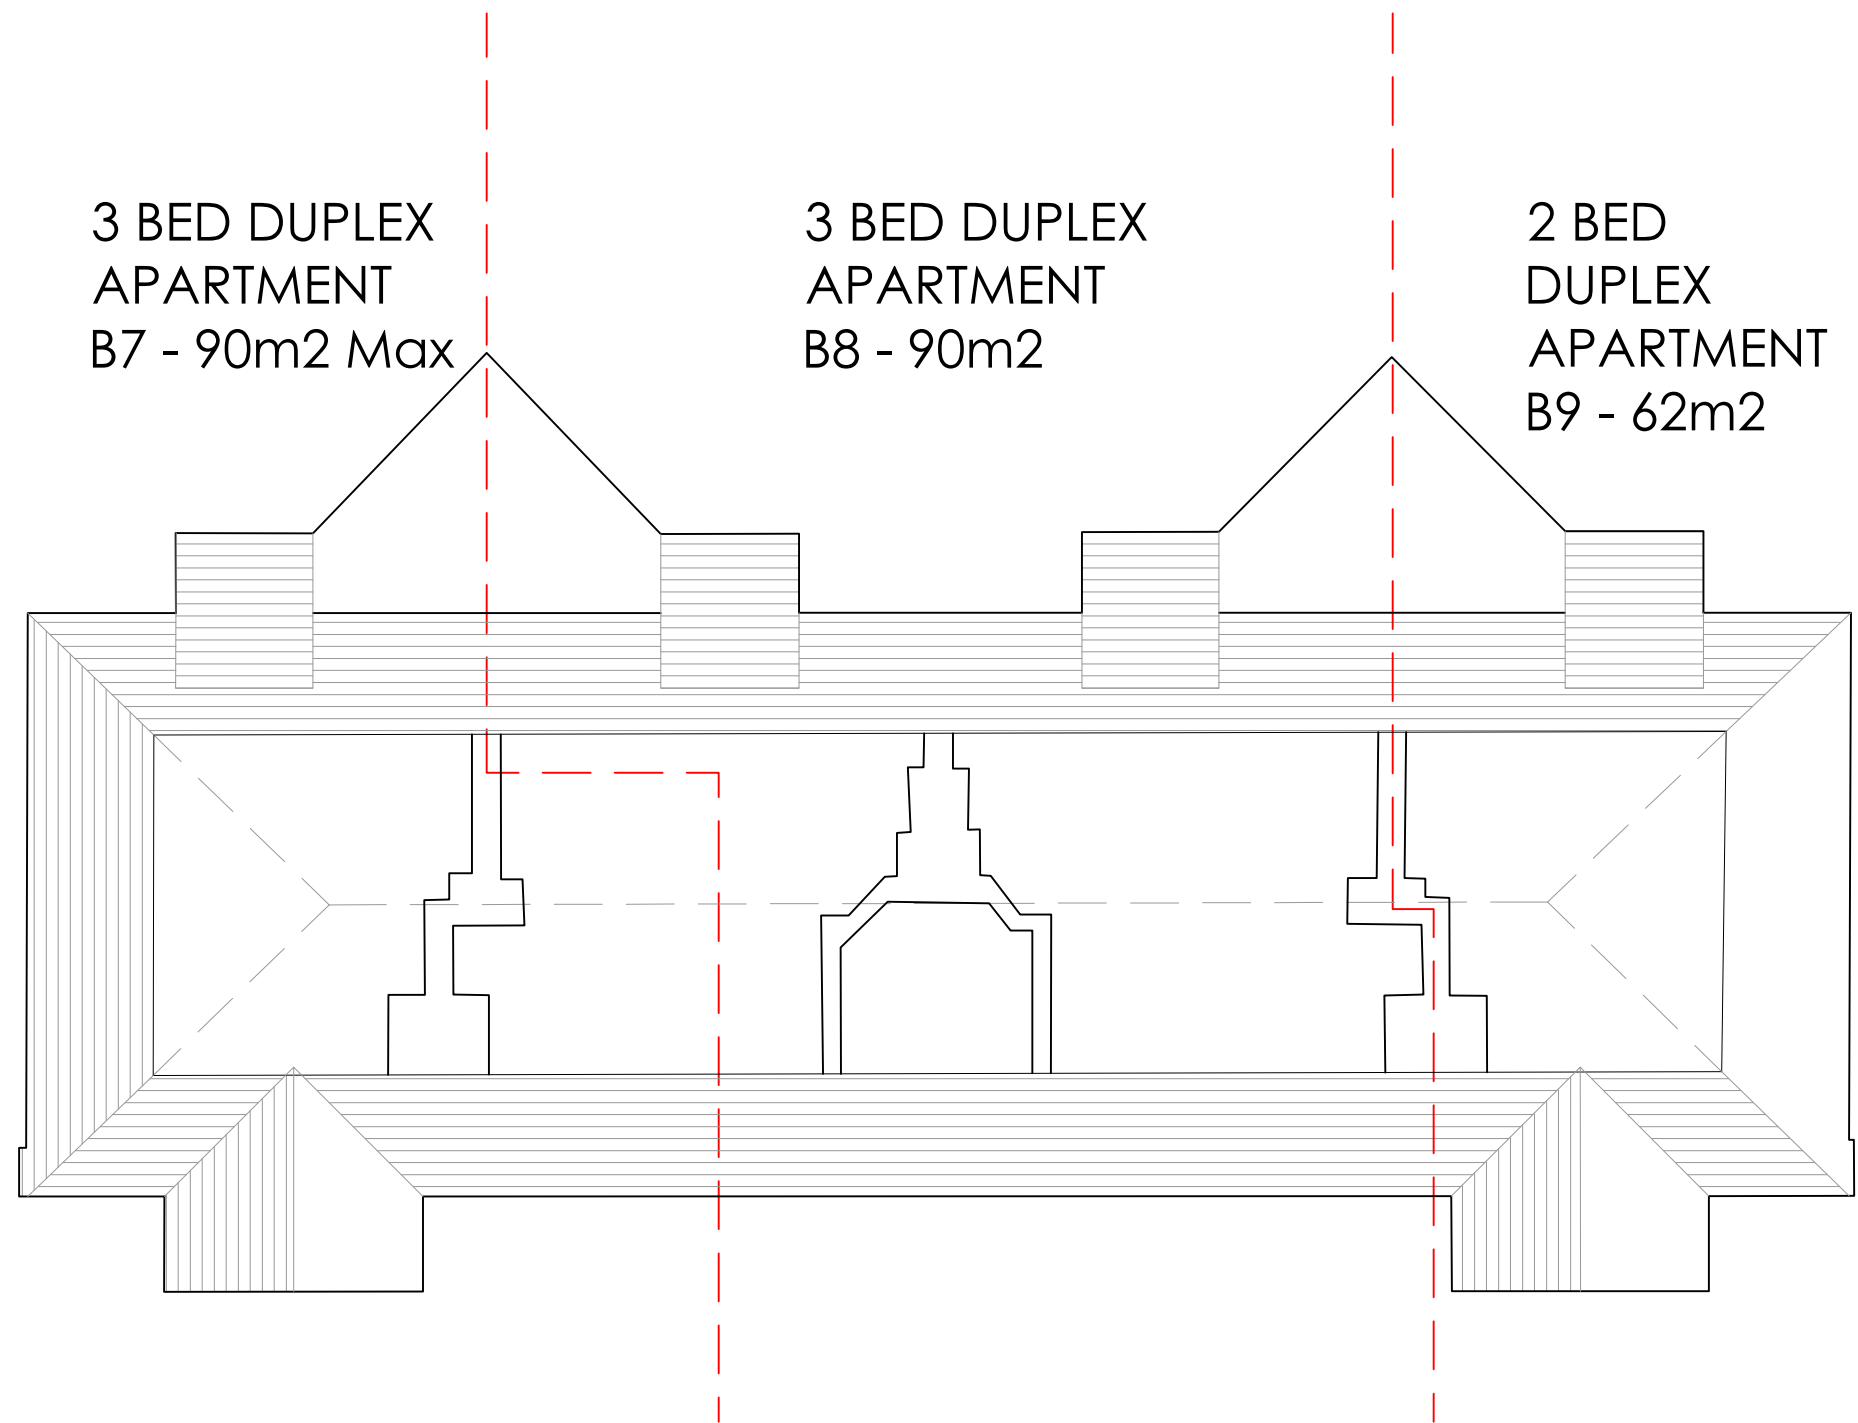 3 BED DUPLEX
APARTMENT
B7 - 90m2 Max
3 BED DUPLEX
APARTMENT
B8 - 90m2
2 BED
DUPLEX
APARTMENT
B9 - 62m2